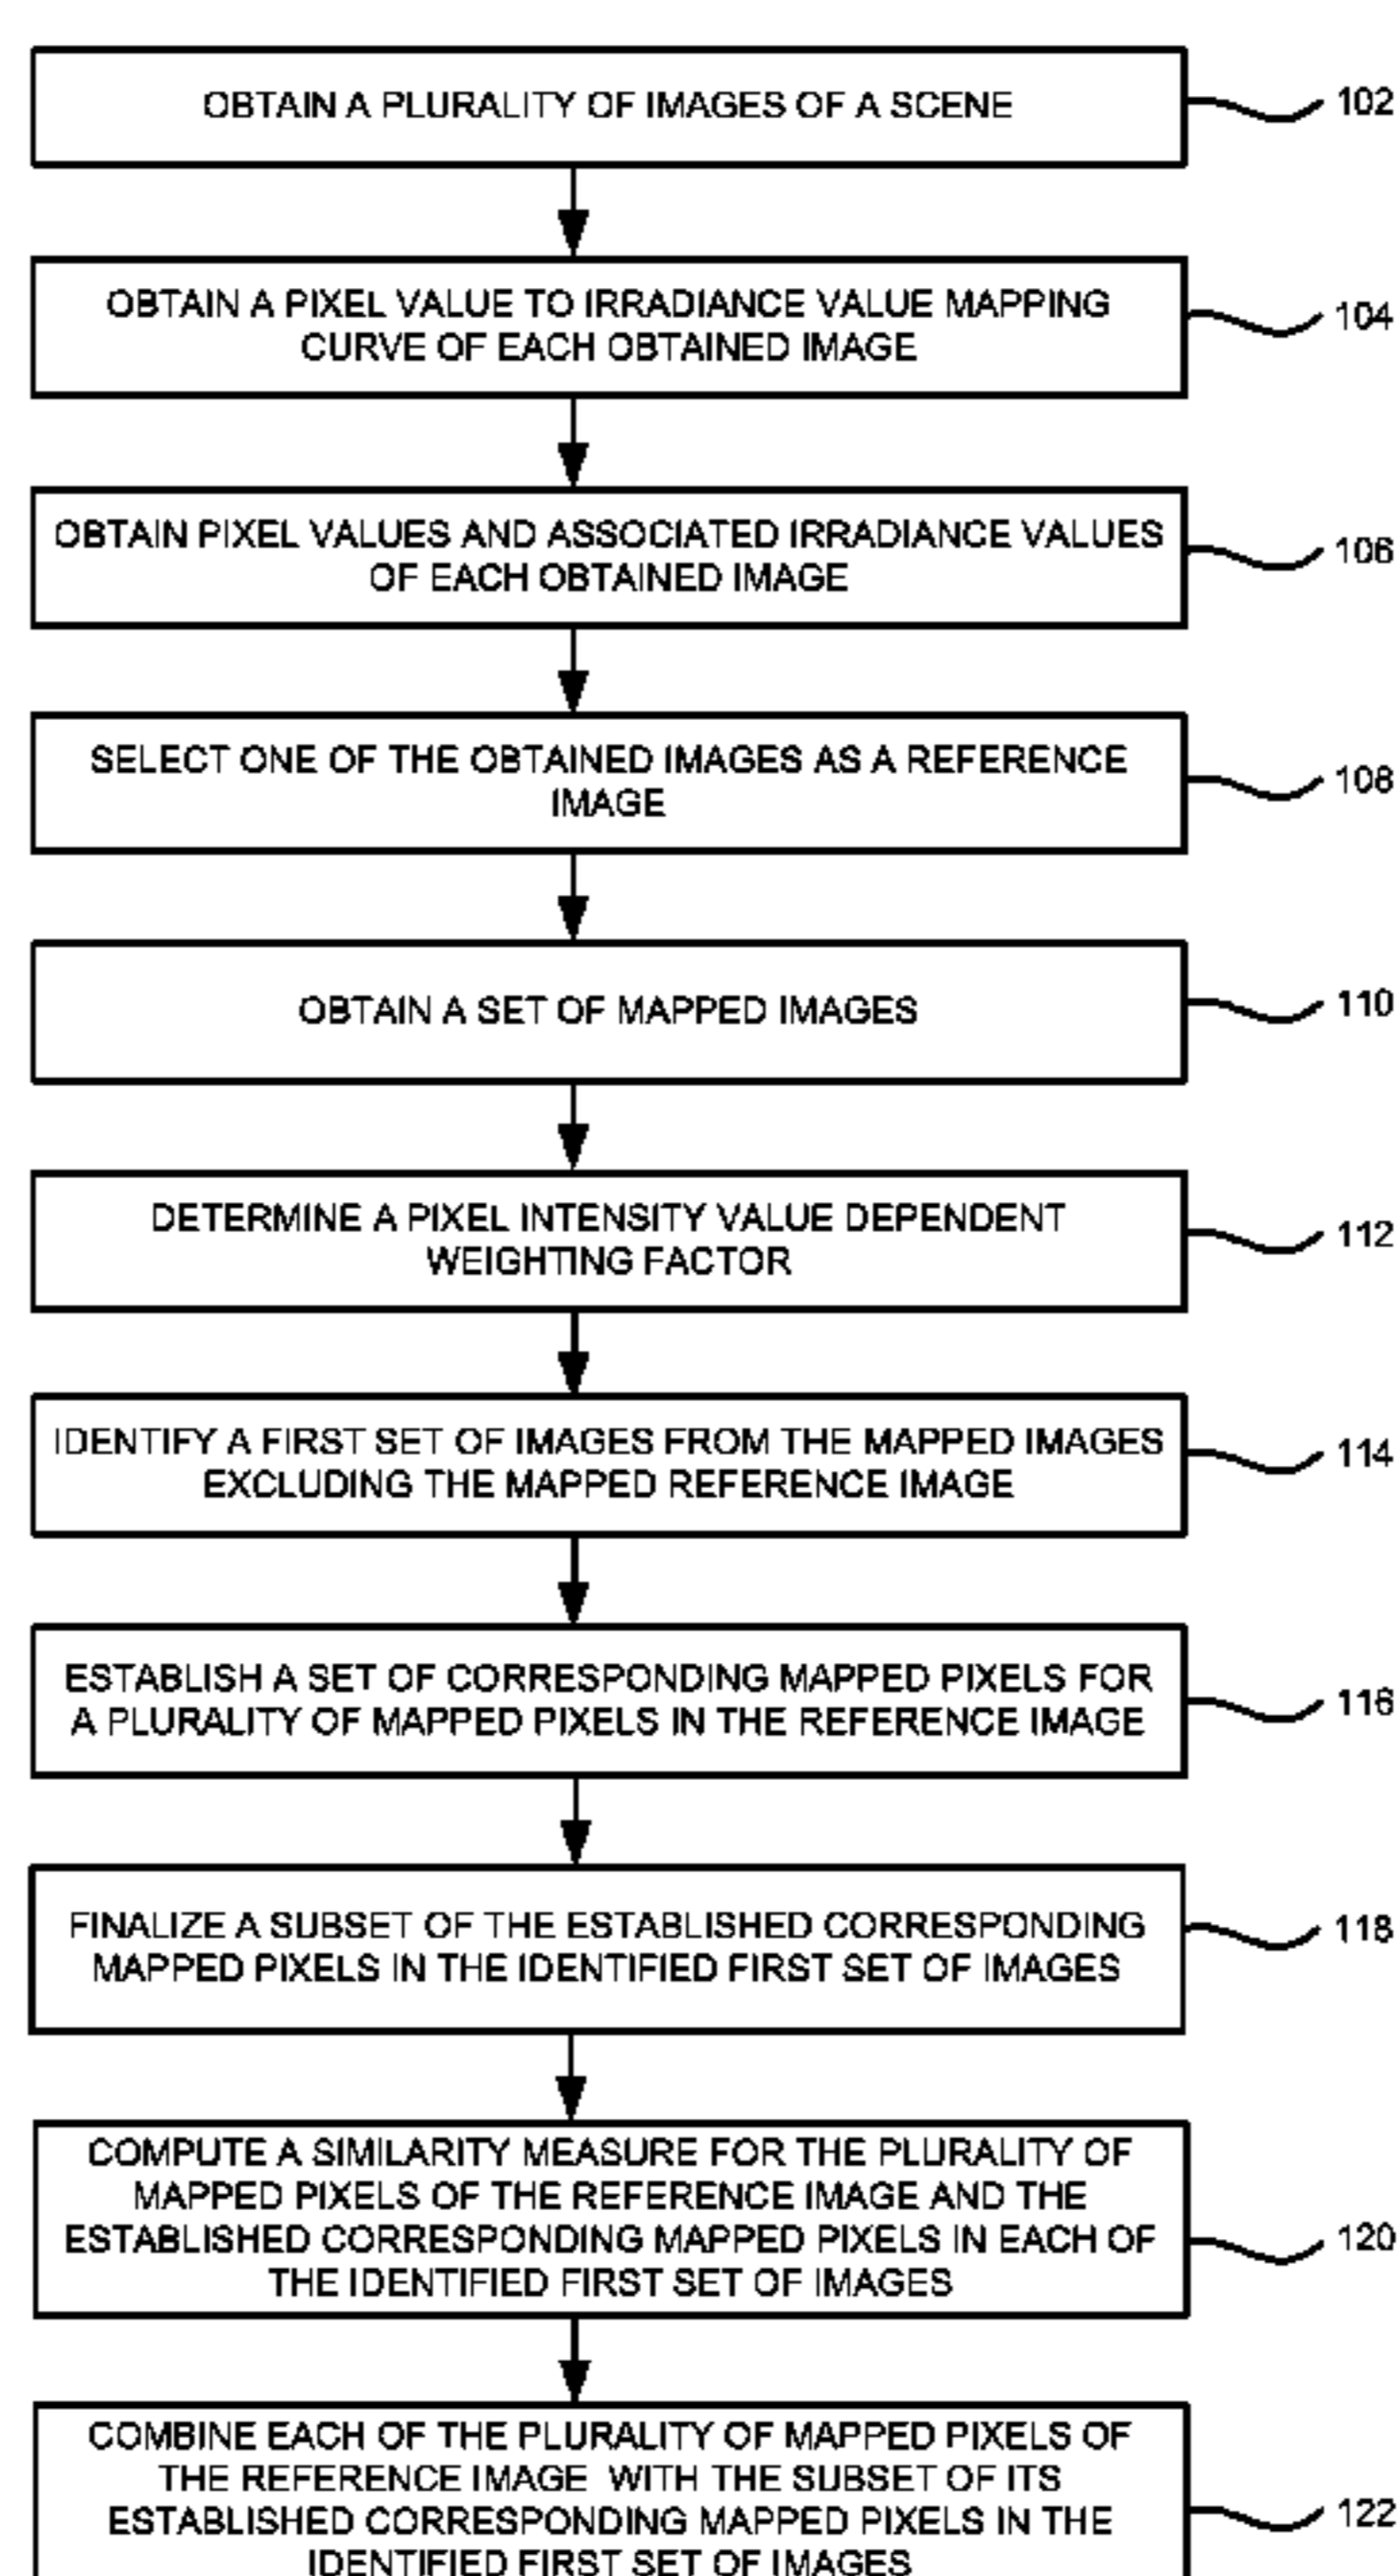 OBTAIN A PLURALITY OF IMAGES OF A SCENE
102
OBTAIN A PIXEL VALUE TO IRRADIANCE VALUE MAPPING
CURVE OF EACH OBTAINED IMAGE
104
OBTAIN PIXEL VALUES AND ASSOCIATED IRRADIANCE VALUES
OF EACH OBTAINED IMAGE
106
SELECT ONE OF THE OBTAINED IMAGES AS A REFERENCE
IMAGE
108
OBTAIN A SET OF MAPPED IMAGES
110
DETERMINE A PIXEL INTENSITY VALUE DEPENDENT
WEIGHTING FACTOR
112
IDENTIFY A FIRST SET OF IMAGES FROM THE MAPPED IMAGES
EXCLUDING THE MAPPED REFERENCE IMAGE
114
ESTABLISH A SET OF CORRESPONDING MAPPED PIXELS FOR
A PLURALITY OF MAPPED PIXELS IN THE REFERENCE IMAGE
116
FINALIZE A SUBSET OF THE ESTABLISHED CORRESPONDING
MAPPED PIXELS IN THE IDENTIFIED FIRST SET OF IMAGES
118
COMPUTE A SIMILARITY MEASURE FOR THE PLURALITY OF
MAPPED PIXELS OF THE REFERENCE IMAGE AND THE
ESTABLISHED CORRESPONDING MAPPED PIXELS IN EACH OF
THE IDENTIFIED FIRST SET OF IMAGES
120
COMBINE EACH OF THE PLURALITY OF MAPPED PIXELS OF
THE REFERENCE IMAGE WITH THE SUBSET OF ITS
ESTABLISHED CORRESPONDING MAPPED PIXELS IN THE
IDENTIFIED FIRST SET OF IMAGES
122